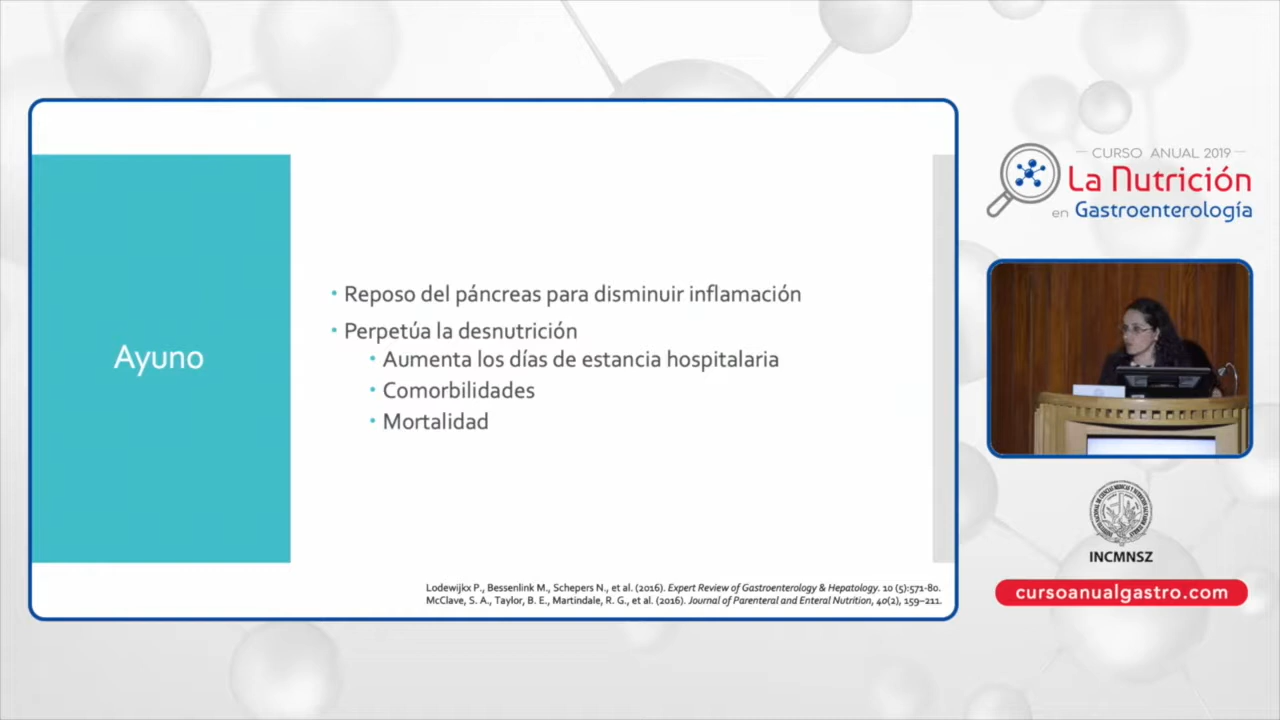 Ayuno
• Reposo del páncreas para disminuir inflamación
• Perpetúa la desnutrición
• Aumenta los días de estancia hospitalaria
• Comorbilidades
• Mortalidad
Lodewijkx P., Bessenlink M., Schepers N., et al. (2016). Expert Review of Gastroenterology & Hepatology. 10 (5):571-80.
McClave, S. A., Taylor, B. E., Martindale, R. G., et al. (2016). Journal of Parenteral and Enteral Nutrition, 40(2), 159–211.
CURSO ANUAL 2019
La Nutrición
en Gastroenterología
INCMNSZ
cursoanualgastro.com